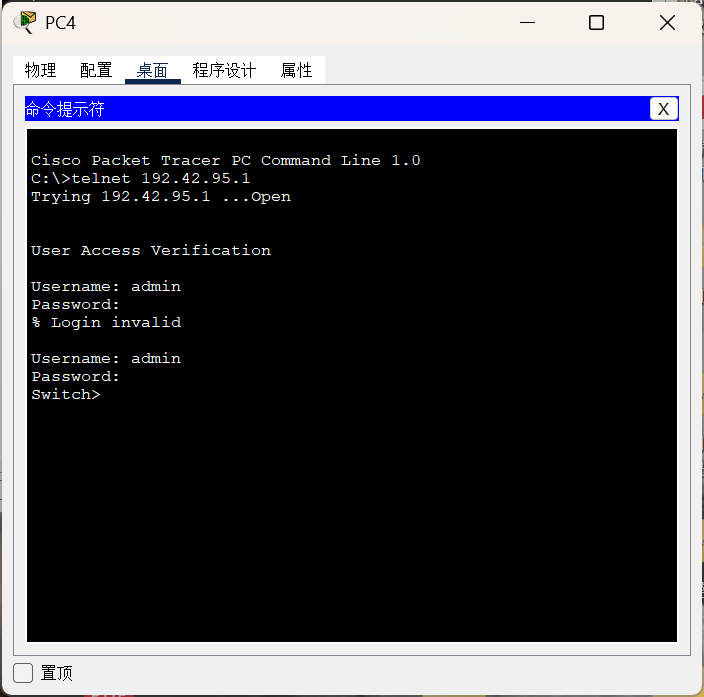 PC4
物理 配置 桌面 程序设计 属性
命令提示符 X
Cisco Packet Tracer PC Command Line 1.0
C:\>telnet 192.42.95.1
Trying 192.42.95.1 ...Open
User Access Verification
Username: admin
Password:
% Login invalid
Username: admin
Password:
Switch>
置顶